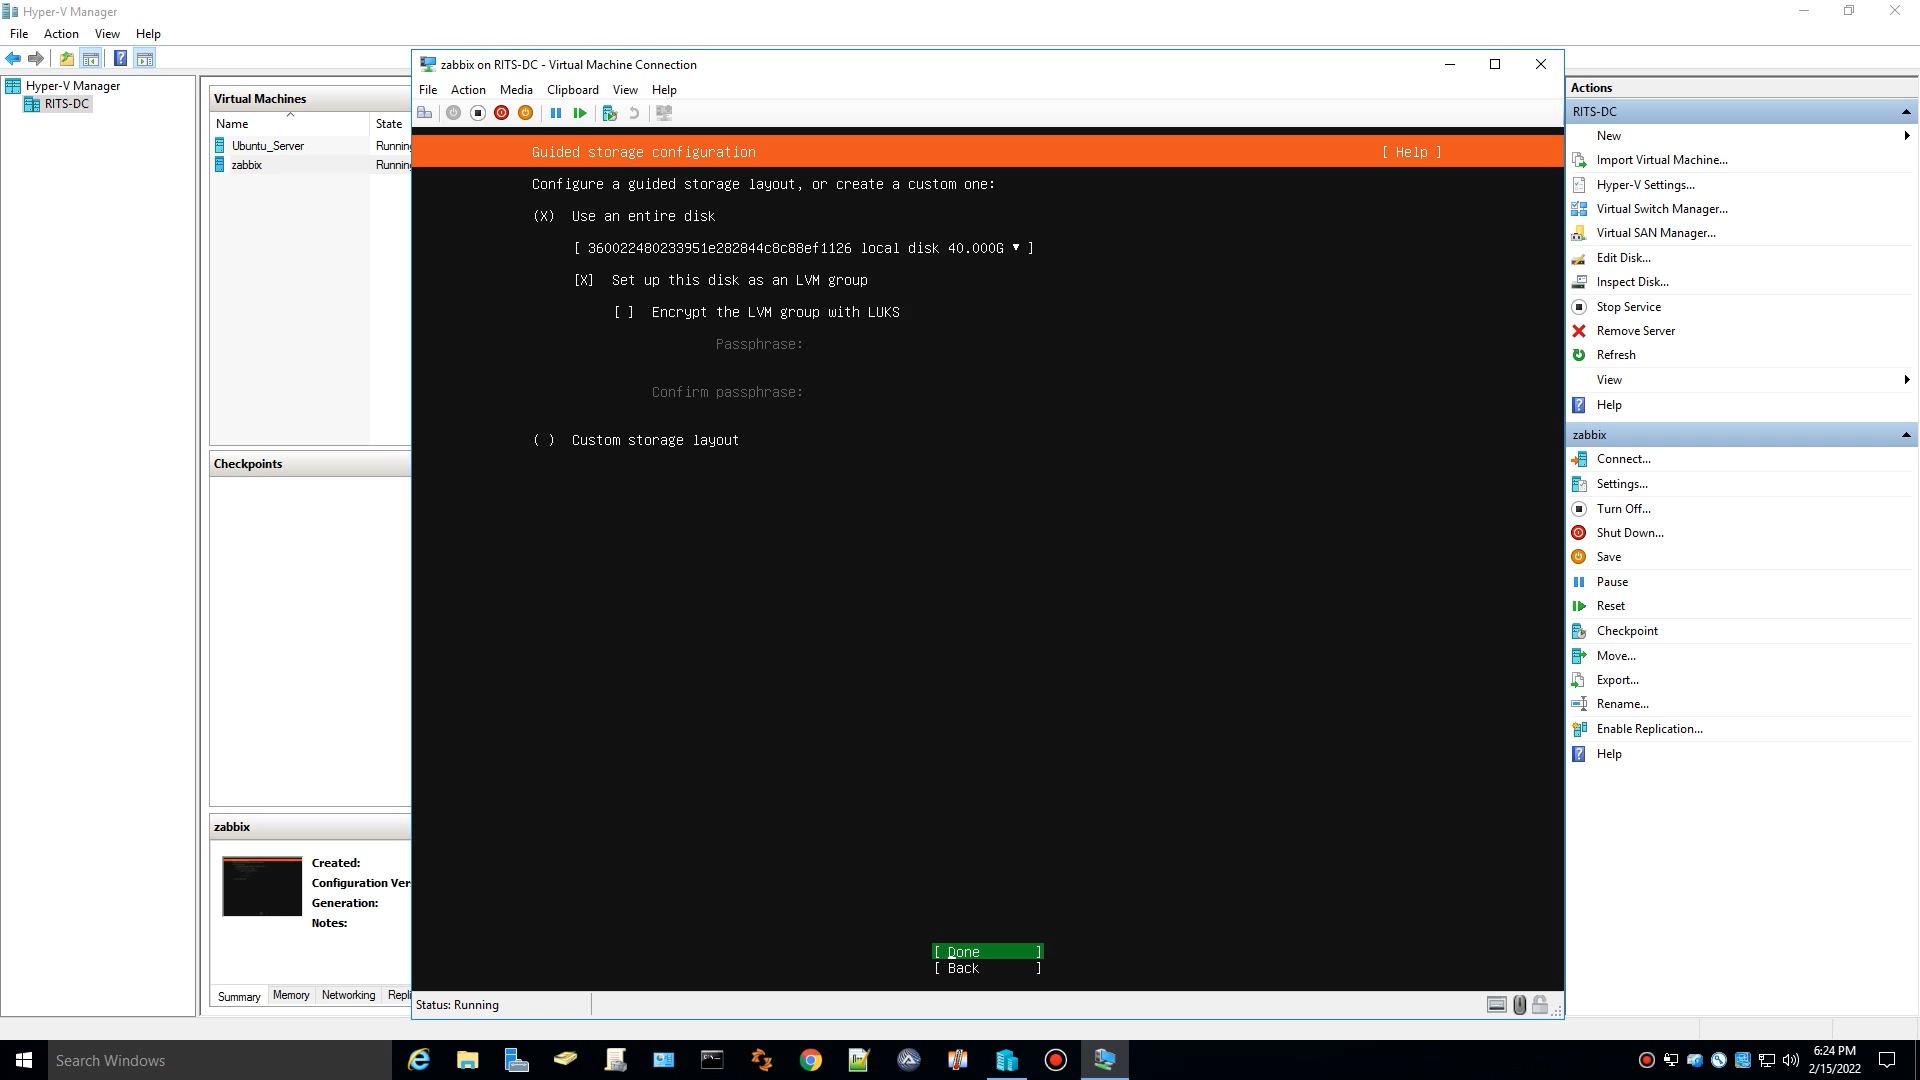 Hyper-V Manager
File Action View Help
Hyper-V Manager
RITS-DC
Virtual Machines
Name State
Ubuntu_Server Running
zabbix Running
Checkpoints
zabbix
Created:
Configuration Ver
Generation:
Notes:
Summary Memory Networking Repli
zabbix on RITS-DC - Virtual Machine Connection
File Action Media Clipboard View Help
Guided storage configuration [ Help ]
Configure a guided storage layout, or create a custom one:
(X) Use an entire disk
[ 360022480233951e282844c8c88ef1126 local disk 40.000G ▾ ]
[X] Set up this disk as an LVM group
[ ] Encrypt the LVM group with LUKS
Passphrase:
Confirm passphrase:
( ) Custom storage layout
[ Done ]
[ Back ]
Status: Running
Actions
RITS-DC
New
Import Virtual Machine...
Hyper-V Settings...
Virtual Switch Manager...
Virtual SAN Manager...
Edit Disk...
Inspect Disk...
Stop Service
Remove Server
Refresh
View
Help
zabbix
Connect...
Settings...
Turn Off...
Shut Down...
Save
Pause
Reset
Checkpoint
Move...
Export...
Rename...
Enable Replication...
Help
Search Windows
6:24 PM
2/15/2022